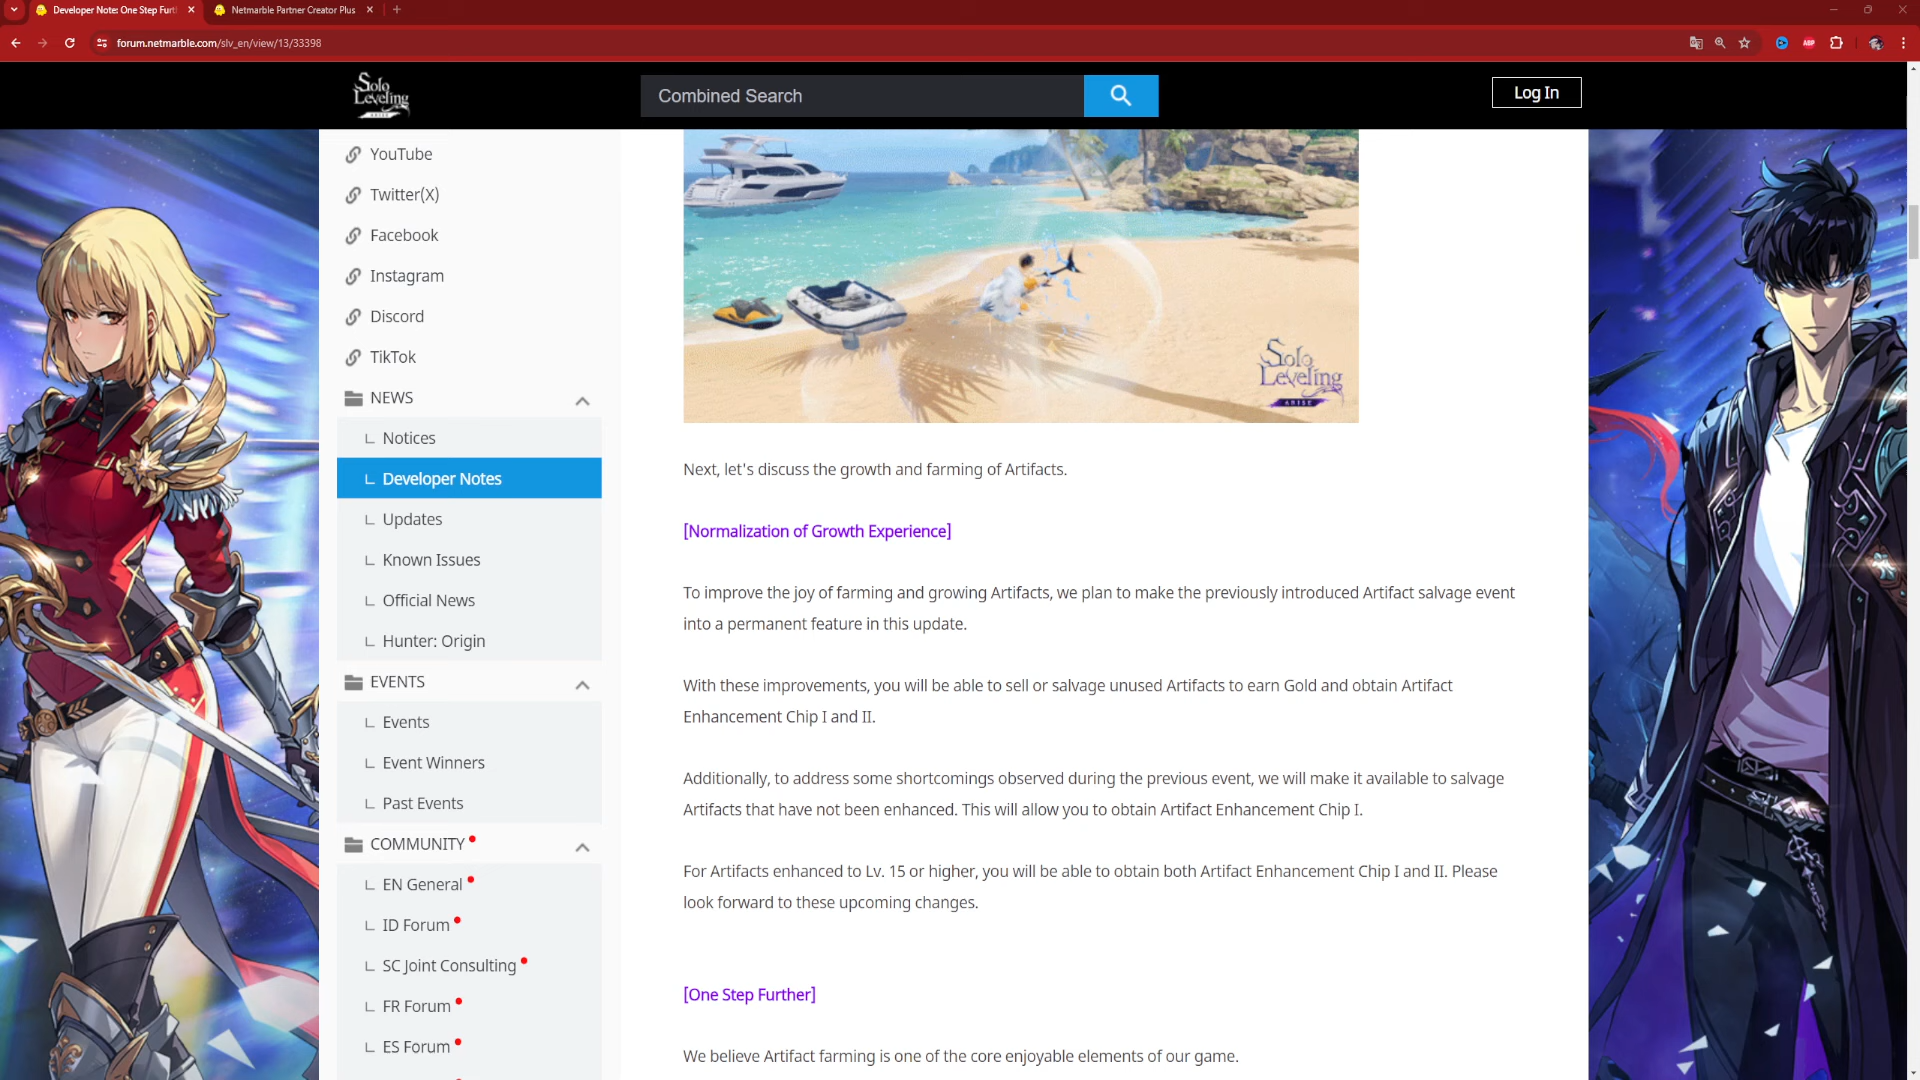 Developer Note: One Step Furt
Netmarble Partner Creator Plus
forum.netmarble.com/slv_en/view/13/33398
ABP
Solo
Leveling
ARISE
Combined Search
Log In
YouTube
Twitter(X)
Facebook
Instagram
Discord
TikTok
NEWS
Notices
Developer Notes
Updates
Known Issues
Official News
Hunter: Origin
EVENTS
Events
Event Winners
Past Events
COMMUNITY
EN General
ID Forum
SC Joint Consulting
FR Forum
ES Forum
Solo
Leveling
ARISE
Next, let's discuss the growth and farming of Artifacts.
[Normalization of Growth Experience]
To improve the joy of farming and growing Artifacts, we plan to make the previously introduced Artifact salvage event
into a permanent feature in this update.
With these improvements, you will be able to sell or salvage unused Artifacts to earn Gold and obtain Artifact
Enhancement Chip I and II.
Additionally, to address some shortcomings observed during the previous event, we will make it available to salvage
Artifacts that have not been enhanced. This will allow you to obtain Artifact Enhancement Chip I.
For Artifacts enhanced to Lv. 15 or higher, you will be able to obtain both Artifact Enhancement Chip I and II. Please
look forward to these upcoming changes.
[One Step Further]
We believe Artifact farming is one of the core enjoyable elements of our game.